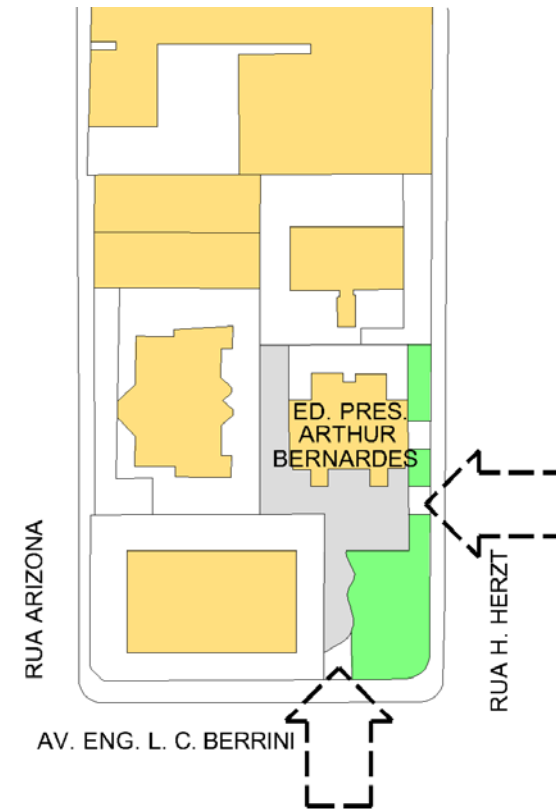 ED. PRES.
ARTHUR
BERNARDES
RUA ARIZONA
RUA H. HERZT
AV. ENG. L. C. BERRINI